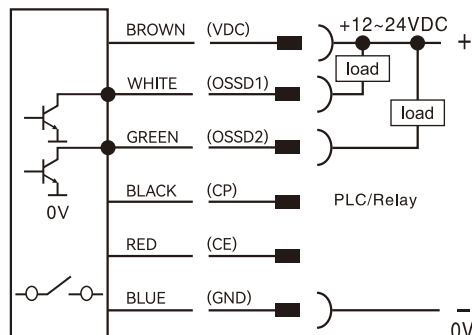 BROWN (VDC) +12~24VDC +
load
WHITE (OSSD1)
load
GREEN (OSSD2)
BLACK (CP) PLC/Relay
0V
RED (CE)
BLUE (GND) −
0V